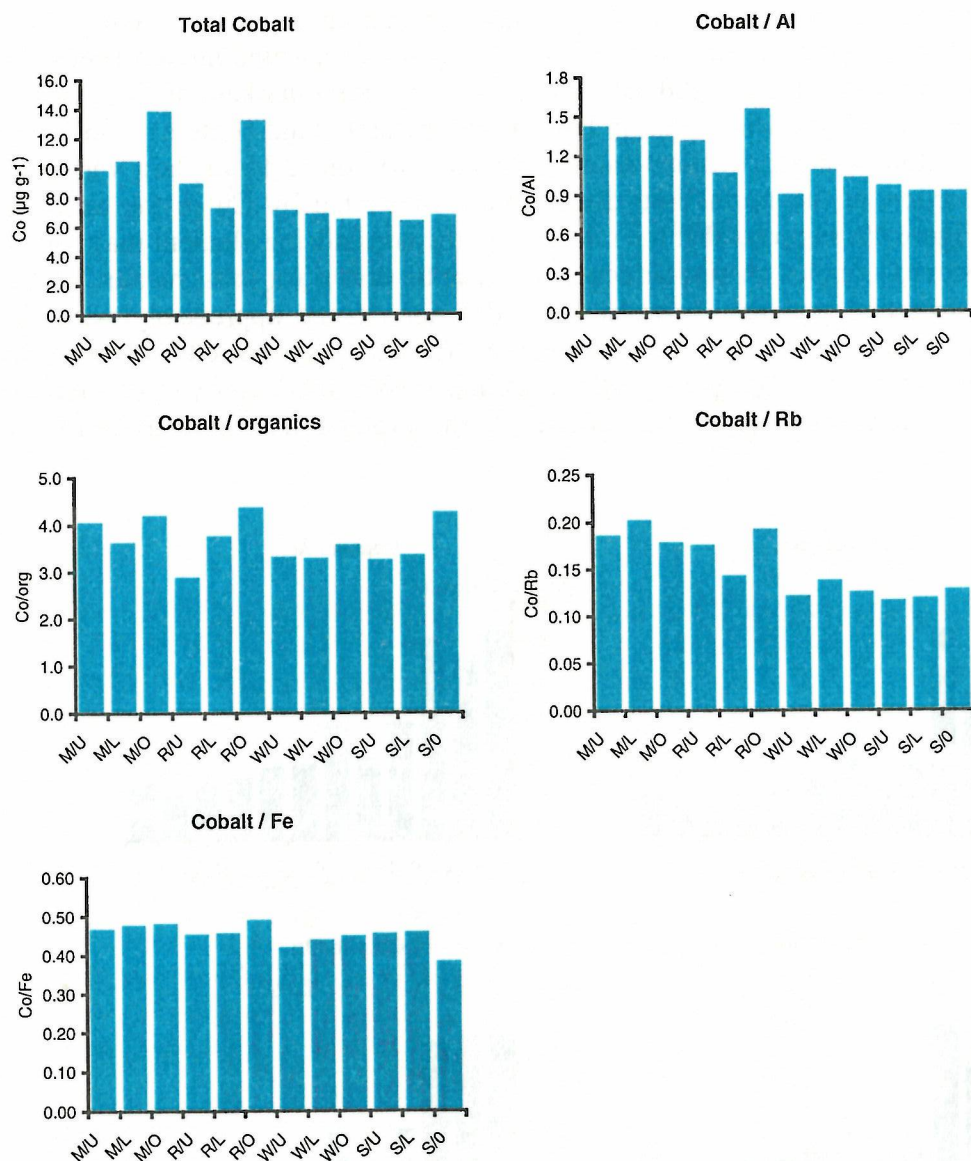 Total Cobalt
Co (µg g-1)
16.0
14.0
12.0
10.0
8.0
6.0
4.0
2.0
0.0
M/U
M/L
M/O
R/U
R/L
R/O
W/U
W/L
W/O
S/U
S/L
S/0
Cobalt / Al
Co/Al
1.8
1.5
1.2
0.9
0.6
0.3
0.0
M/U
M/L
M/O
R/U
R/L
R/O
W/U
W/L
W/O
S/U
S/L
S/0
Cobalt / organics
Co/org
5.0
4.0
3.0
2.0
1.0
0.0
M/U
M/L
M/O
R/U
R/L
R/O
W/U
W/L
W/O
S/U
S/L
S/0
Cobalt / Rb
Co/Rb
0.25
0.20
0.15
0.10
0.05
0.00
M/U
M/L
M/O
R/U
R/L
R/O
W/U
W/L
W/O
S/U
S/L
S/0
Cobalt / Fe
Co/Fe
0.60
0.50
0.40
0.30
0.20
0.10
0.00
M/U
M/L
M/O
R/U
R/L
R/O
W/U
W/L
W/O
S/U
S/L
S/0